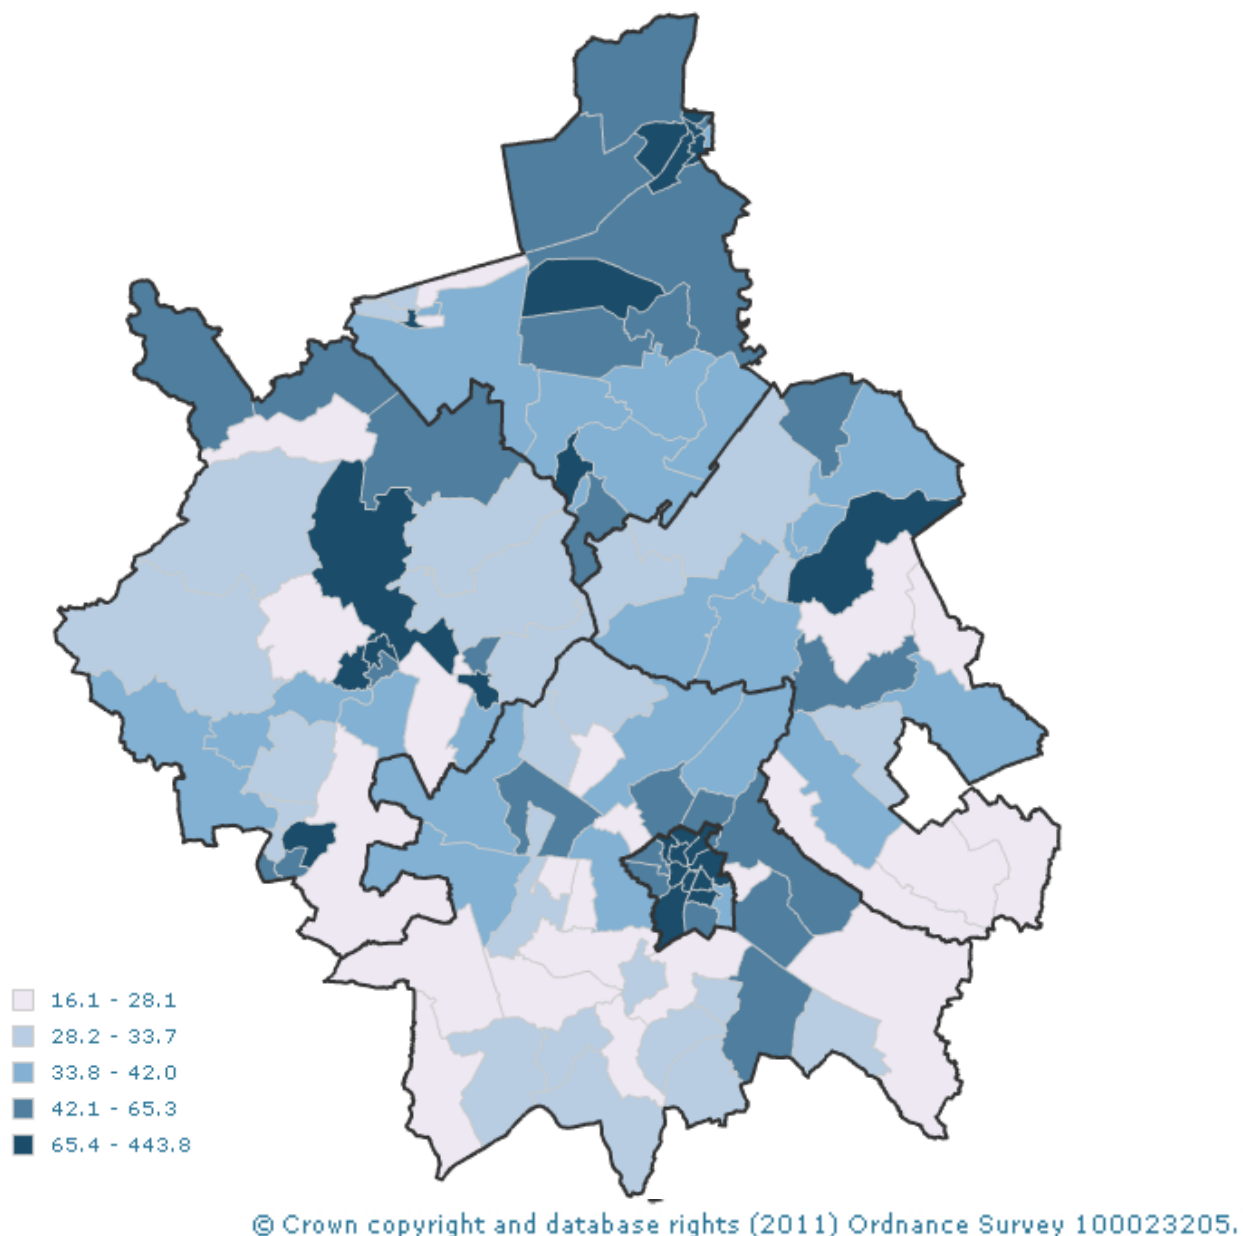 16.1 - 28.1
28.2 - 33.7
33.8 - 42.0
42.1 - 65.3
65.4 - 443.8
© Crown copyright and database rights (2011) Ordnance Survey 100023205.